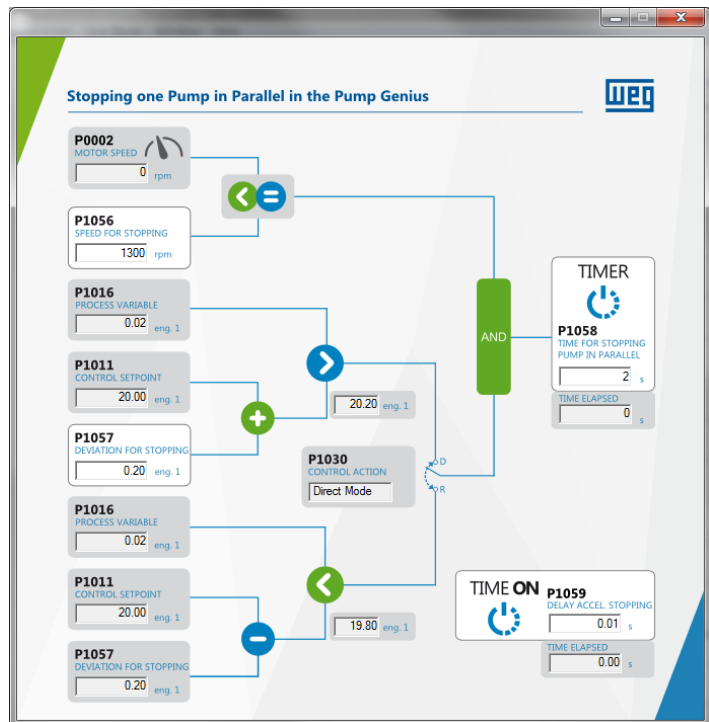 Stopping one Pump in Parallel in the Pump Genius
WEG
P0002
MOTOR SPEED
0 rpm
P1056
SPEED FOR STOPPING
1300 rpm
P1016
PROCESS VARIABLE
0.02 eng. 1
P1011
CONTROL SETPOINT
20.00 eng. 1
P1057
DEVIATION FOR STOPPING
0.20 eng. 1
20.20 eng. 1
AND
TIMER
P1058
TIME FOR STOPPING
PUMP IN PARALLEL
2 s
TIME ELAPSED
0 s
P1030
CONTROL ACTION
Direct Mode
D
R
P1016
PROCESS VARIABLE
0.02 eng. 1
P1011
CONTROL SETPOINT
20.00 eng. 1
P1057
DEVIATION FOR STOPPING
0.20 eng. 1
19.80 eng. 1
TIME ON
P1059
DELAY ACCEL. STOPPING
0.01 s
TIME ELAPSED
0.00 s